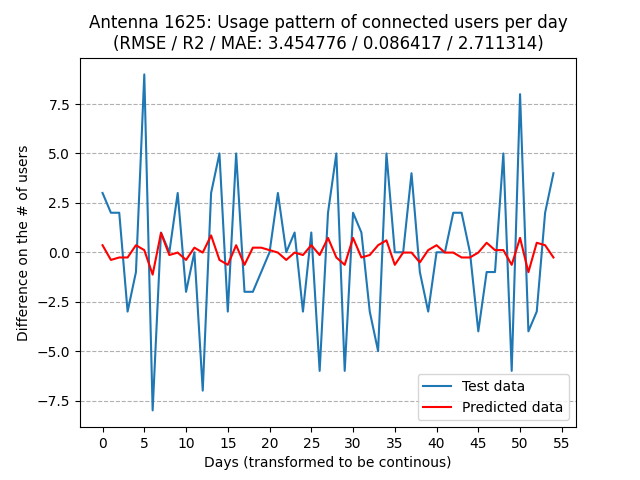 Antenna 1625: Usage pattern of connected users per day
(RMSE / R2 / MAE: 3.454776 / 0.086417 / 2.711314)
Difference on the # of users
7.5
5.0
2.5
0.0
−2.5
−5.0
−7.5
Test data
Predicted data
0 5 10 15 20 25 30 35 40 45 50 55
Days (transformed to be continous)